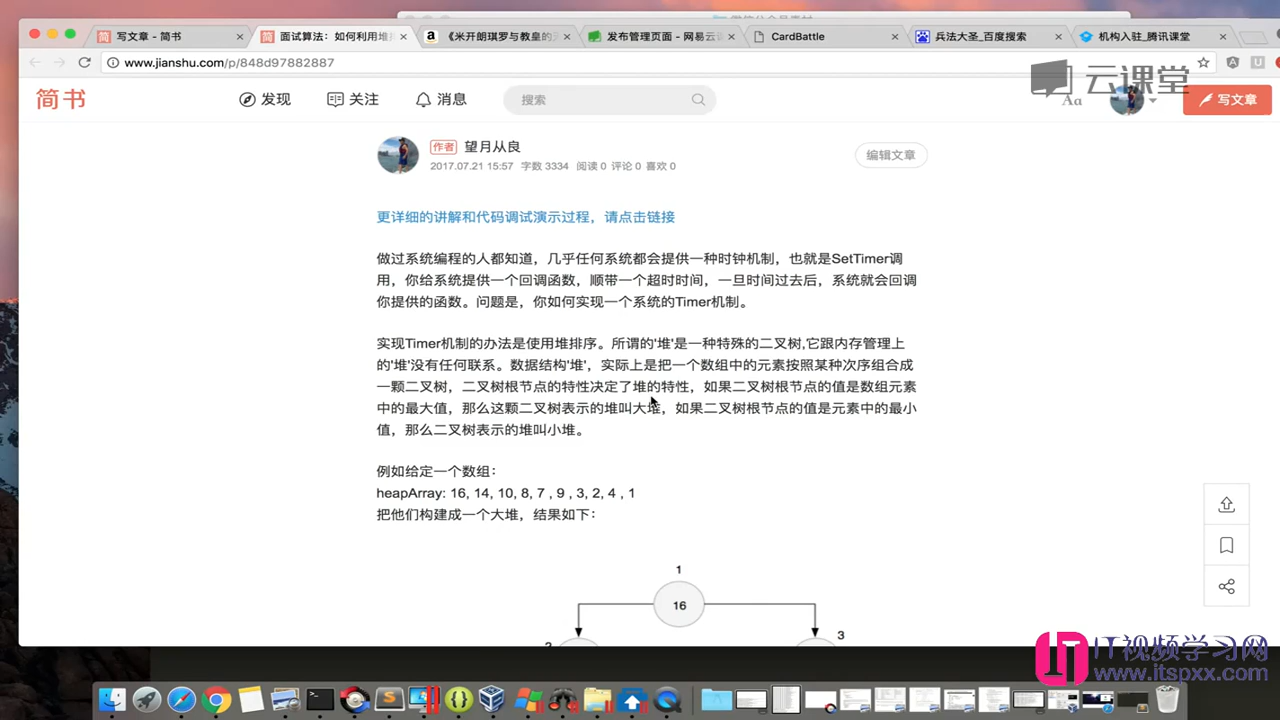 写文章 - 简书
面试算法：如何利用堆
《米开朗琪罗与教皇的
发布管理页面 - 网易云
CardBattle
兵法大圣_百度搜索
机构入驻_腾讯课堂
www.jianshu.com/p/848d97882887
云课堂
简书
发现
关注
消息
搜索
Aa
写文章
作者 望月从良
2017.07.21 15:57 字数 3334 阅读 0 评论 0 喜欢 0
编辑文章
更详细的讲解和代码调试演示过程，请点击链接
做过系统编程的人都知道，几乎任何系统都会提供一种时钟机制，也就是SetTimer调
用，你给系统提供一个回调函数，顺带一个超时时间，一旦时间过去后，系统就会回调
你提供的函数。问题是，你如何实现一个系统的Timer机制。
实现Timer机制的办法是使用堆排序。所谓的'堆'是一种特殊的二叉树,它跟内存管理上
的'堆'没有任何联系。数据结构'堆'，实际上是把一个数组中的元素按照某种次序组合成
一颗二叉树，二叉树根节点的特性决定了堆的特性，如果二叉树根节点的值是数组元素
中的最大值，那么这颗二叉树表示的堆叫大堆，如果二叉树根节点的值是元素中的最小
值，那么二叉树表示的堆叫小堆。
例如给定一个数组：
heapArray: 16, 14, 10, 8, 7 , 9 , 3, 2, 4 , 1
把他们构建成一个大堆，结果如下：
1
16
3
IT视频学习网
www.itspxx.com